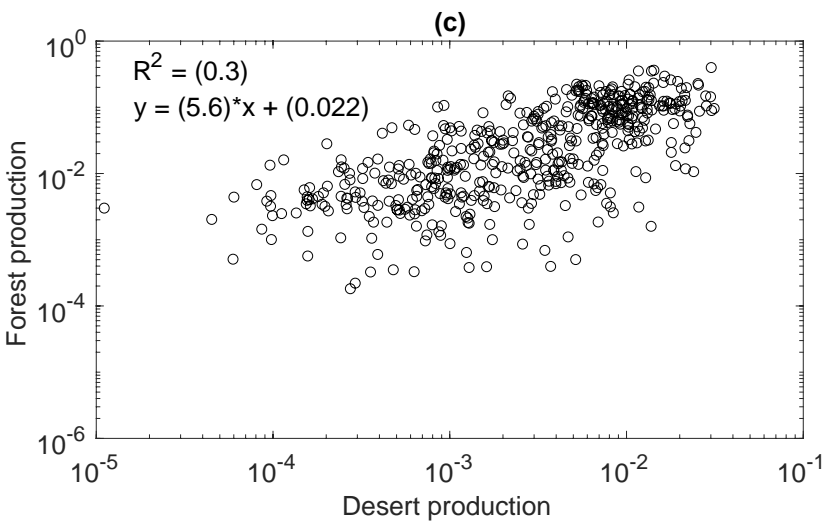 (c)
10^0
R^2 = (0.3)
y = (5.6)*x + (0.022)
10^-2
10^-4
10^-6
Forest production
10^-5
10^-4
10^-3
10^-2
10^-1
Desert production